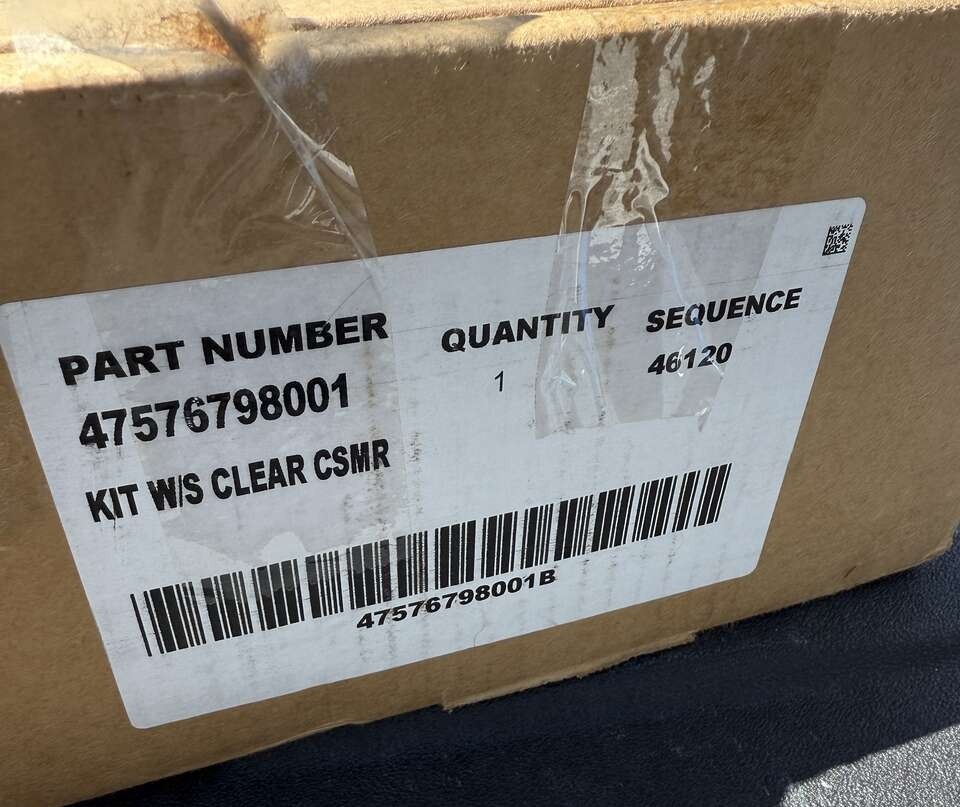 PART NUMBER QUANTITY SEQUENCE
47576798001 1 46120
KIT W/S CLEAR CSMR
47576798001B